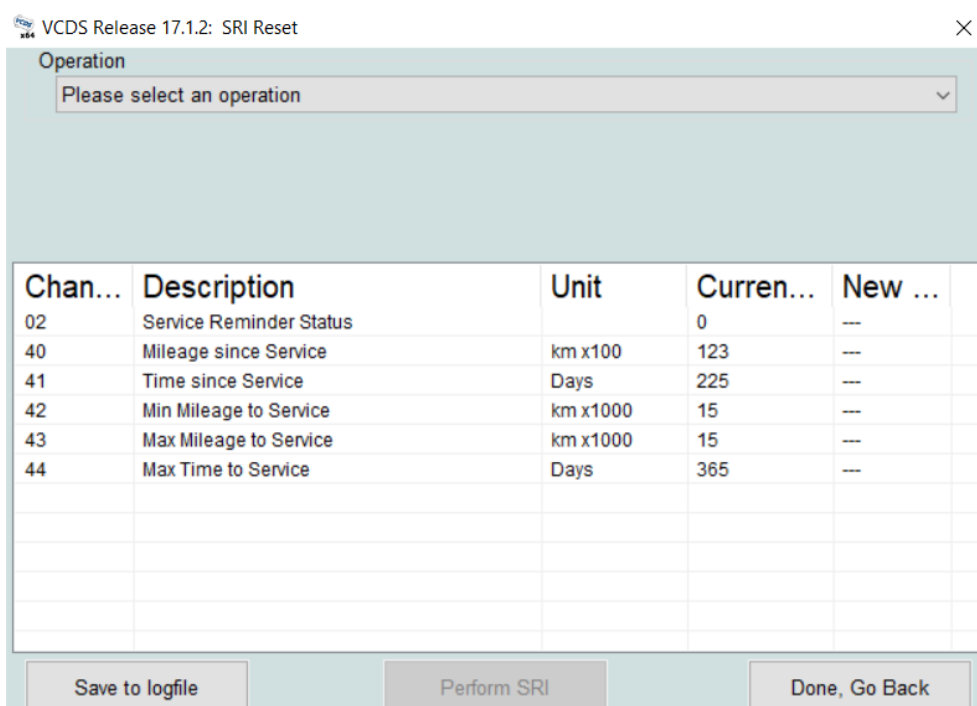 VCDS x64 VCDS Release 17.1.2: SRI Reset
Operation
Please select an operation
Chan... Description Unit Curren... New ...
02 Service Reminder Status 0 ---
40 Mileage since Service km x100 123 ---
41 Time since Service Days 225 ---
42 Min Mileage to Service km x1000 15 ---
43 Max Mileage to Service km x1000 15 ---
44 Max Time to Service Days 365 ---
Save to logfile Perform SRI Done, Go Back